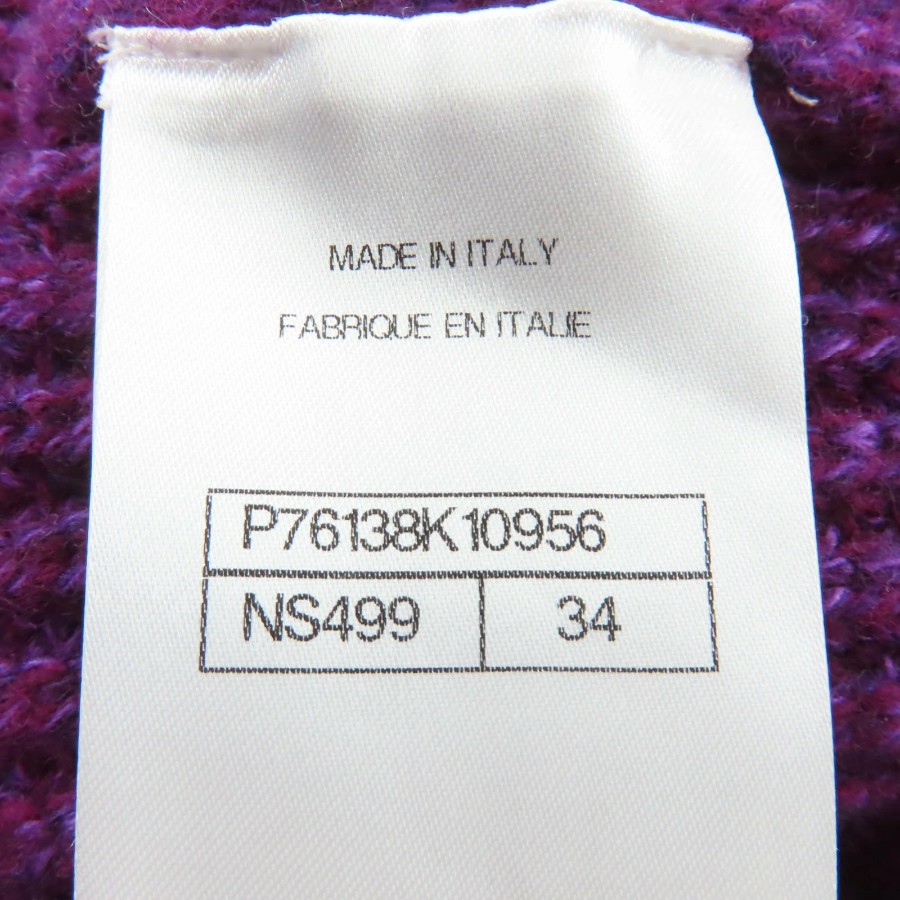 MADE IN ITALY
FABRIQUE EN ITALIE
P76138K10956
NS499 34